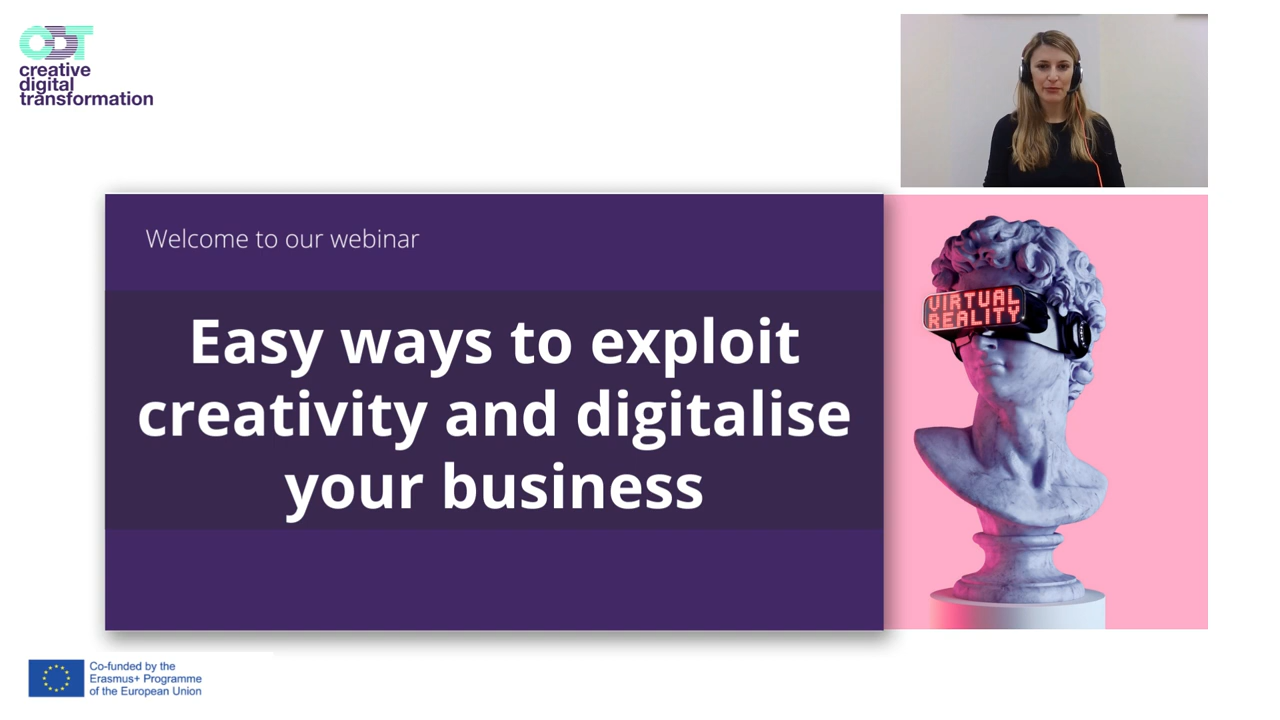 CDT
creative
digital
transformation
Welcome to our webinar
Easy ways to exploit
creativity and digitalise
your business
VIRTUAL
REALITY
Co-funded by the
Erasmus+ Programme
of the European Union